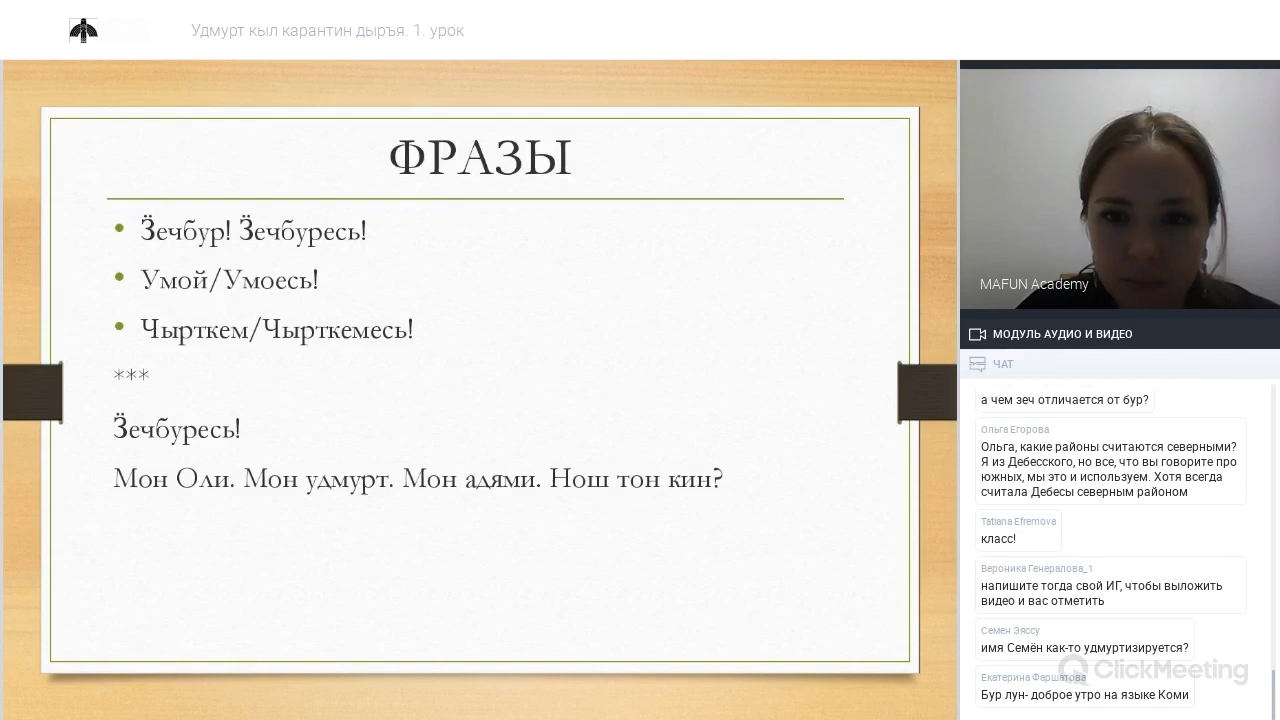 Удмурт кыл карантин дыръя. 1. урок
ФРАЗЫ
Ӟечбур! Ӟечбуресь!
Умой/Умоесь!
Чырткем/Чырткемесь!
***
Ӟечбуресь!
Мон Оли. Мон удмурт. Мон адями. Нош тон кин?
MAFUN Academy
МОДУЛЬ АУДИО И ВИДЕО
ЧАТ
а чем зеч отличается от бур?
Ольга Егорова
Ольга, какие районы считаются северными?
Я из Дебесского, но все, что вы говорите про
южных, мы это и используем. Хотя всегда
считала Дебесы северным районом
Tatiana Efremova
класс!
Вероника Генералова_1
напишите тогда свой ИГ, чтобы выложить
видео и вас отметить
Семен Эяссу
имя Семён как-то удмуртизируется?
Екатерина Фаршатова
Бур лун- доброе утро на языке Коми
ClickMeeting